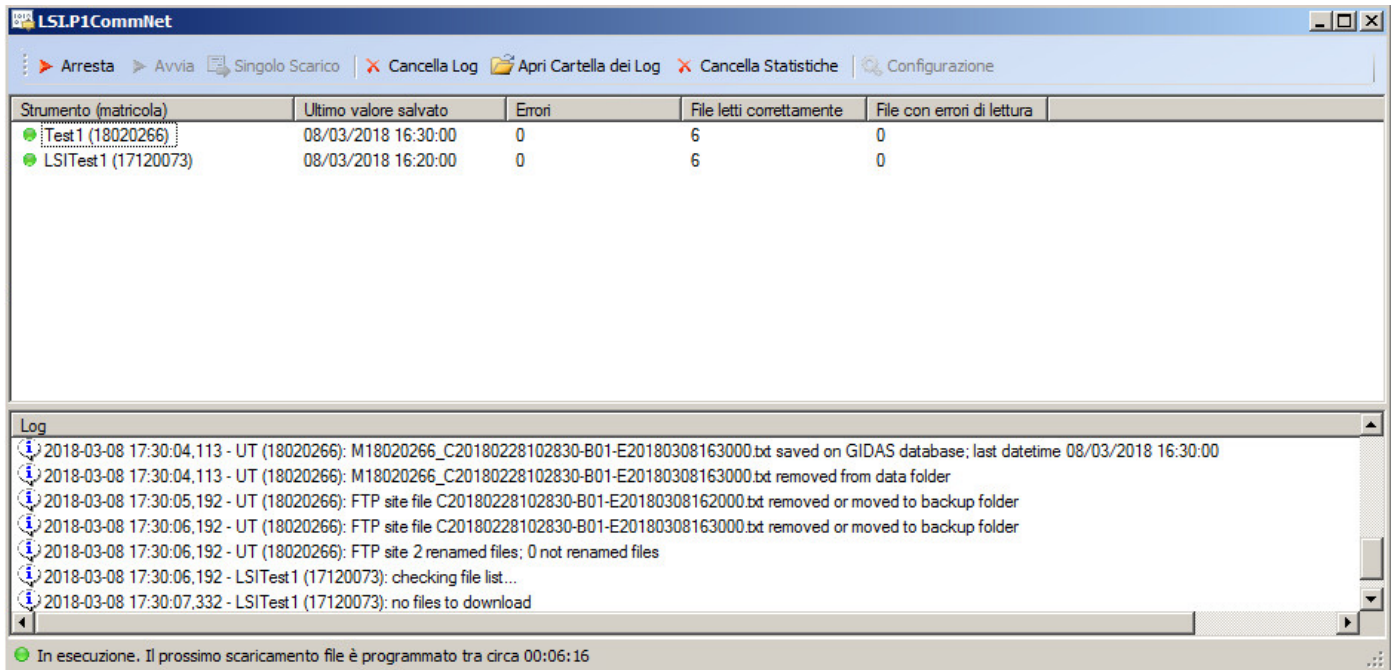 LSI.P1CommNet
Arresta Avvia Singolo Scarico Cancella Log Apri Cartella dei Log Cancella Statistiche Configurazione
Strumento (matricola) Ultimo valore salvato Errori File letti correttamente File con errori di lettura
Test1 (18020266) 08/03/2018 16:30:00 0 6 0
LSITest1 (17120073) 08/03/2018 16:20:00 0 6 0
Log
2018-03-08 17:30:04,113 - UT (18020266): M18020266_C20180228102830-B01-E20180308163000.txt saved on GIDAS database; last datetime 08/03/2018 16:30:00
2018-03-08 17:30:04,113 - UT (18020266): M18020266_C20180228102830-B01-E20180308163000.txt removed from data folder
2018-03-08 17:30:05,192 - UT (18020266): FTP site file C20180228102830-B01-E20180308162000.txt removed or moved to backup folder
2018-03-08 17:30:06,192 - UT (18020266): FTP site file C20180228102830-B01-E20180308163000.txt removed or moved to backup folder
2018-03-08 17:30:06,192 - UT (18020266): FTP site 2 renamed files; 0 not renamed files
2018-03-08 17:30:06,192 - LSITest1 (17120073): checking file list...
2018-03-08 17:30:07,332 - LSITest1 (17120073): no files to download
In esecuzione. Il prossimo scaricamento file è programmato tra circa 00:06:16